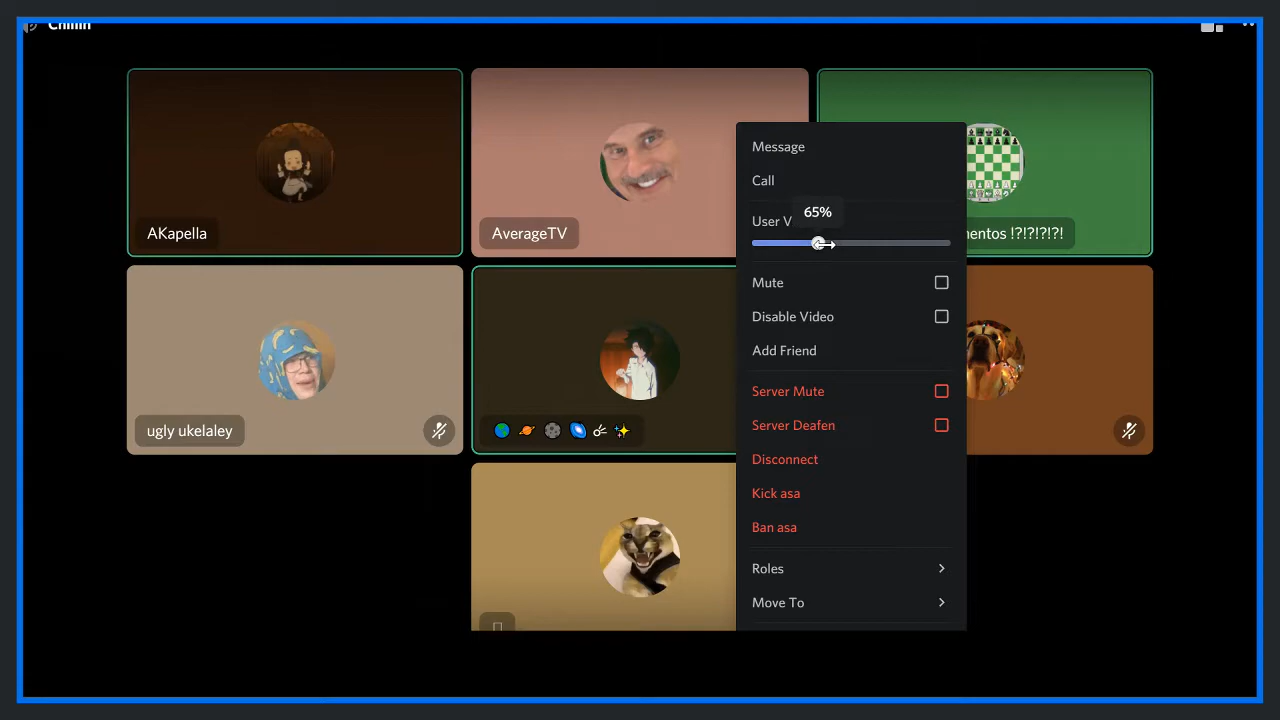 AKapella
AverageTV
mentos !?!?!?!?!
ugly ukelaley
Message
Call
User V
65%
Mute
Disable Video
Add Friend
Server Mute
Server Deafen
Disconnect
Kick asa
Ban asa
Roles
Move To